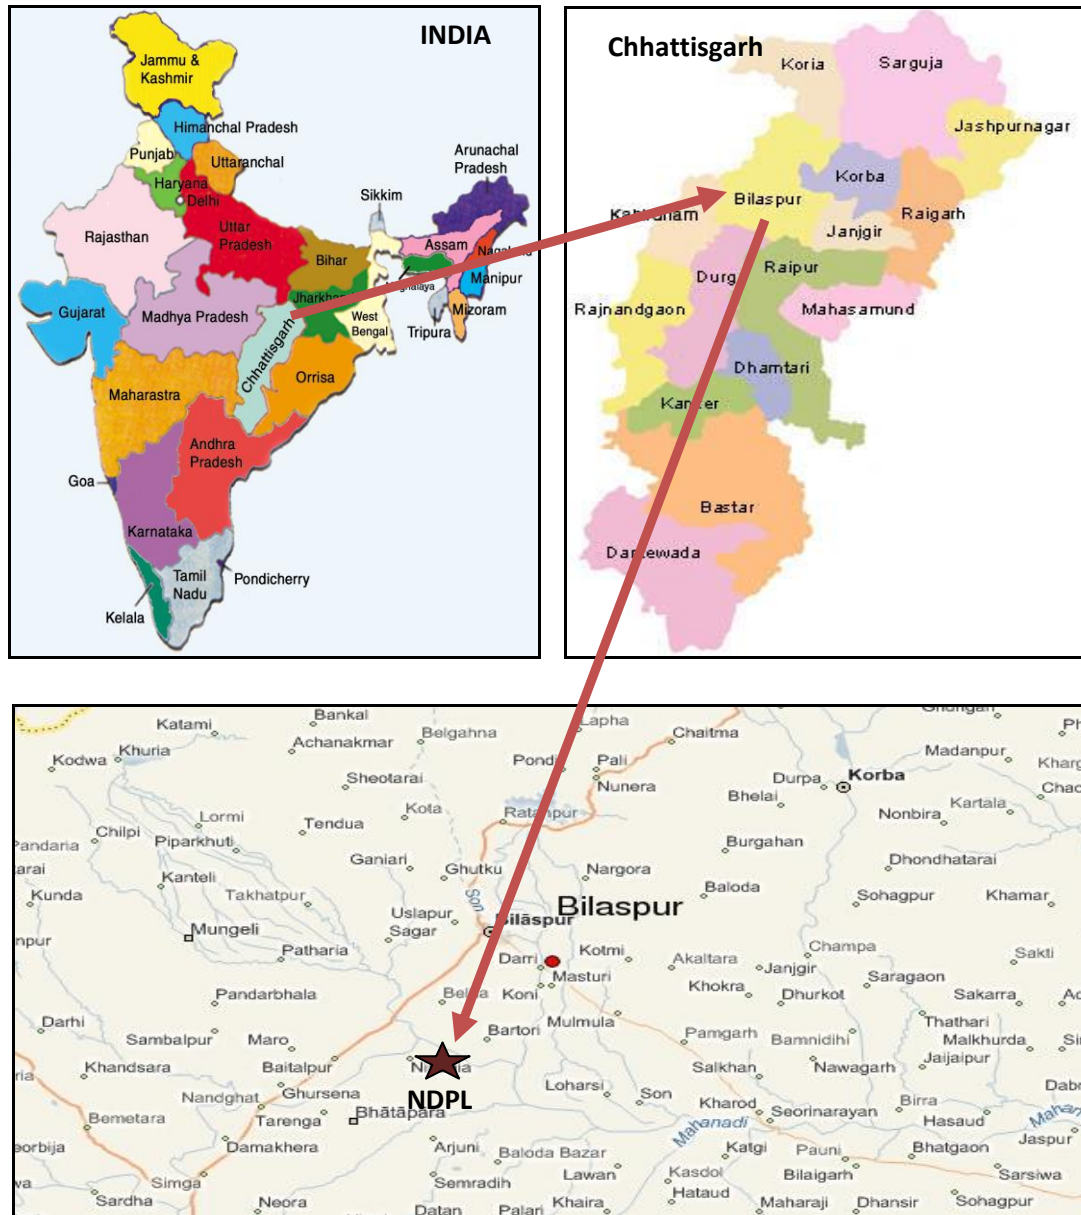 INDIA
Jammu &
Kashmir
Himanchal Pradesh
Punjab
Uttaranchal
Haryana
Delhi
Arunachal
Pradesh
Sikkim
Rajasthan
Uttar
Pradesh
Bihar
Assam
Manipur
Gujarat
Madhya Pradesh
West
Bengal
Tripura
Mizoram
Chhattisgarh
Orrisa
Maharastra
Andhra
Pradesh
Goa
Karnataka
Tamil
Nadu
Pondicherry
Kelala
Chhattisgarh
Koria
Sarguja
Jashpurnagar
Korba
Bilaspur
Raigarh
Janjgir
Durg
Raipur
Rajnandgaon
Mahasamund
Dhamtari
Bastar
Katami
Bankal
Belgahna
Lapha
Chaitma
Khuria
Achanakmar
Kodwa
Pondi
Pali
Madanpur
Sheotarai
Nunera
Durpa
Korba
Bhelai
Kartala
Nonbira
Kota
Ratanpur
Lormi
Tendua
Chilpi
Piparkhuti
Burgahan
Ganiari
Ghutku
Nargora
Dhondhatarai
Kanteli
Kunda
Takhatpur
Baloda
Sohagpur
Khamar
Son
Bilaspur
Uslapur
Bilāspur
Mungeli
Sagar
Patharia
Darri
Kotmi
Akaltara
Champa
Sakti
Janjgir
Masturi
Saragaon
Koni
Khokra
Dhurkot
Sakarra
Pandarbhala
Darhi
Bartori
Mulmula
Thathari
Sambalpur
Maro
Pamgarh
Bamnidihi
Malkhurda
Khandsara
Baitalpur
Salkhan
Nawagarh
Jaijaipur
NDPL
Loharsi
Son
Nandghat
Ghursena
Bhātāpara
Kharod
Seorinarayan
Birra
Hasaud
Bemetara
Tarenga
Mahanadi
Jaspur
Damakhera
Arjuni
Baloda Bazar
Katgi
Pauni
Bhatgaon
Simga
Semradih
Lawan
Kasdol
Bilaigarh
Sarsiwa
Sardha
Neora
Datan
Palari
Khaira
Hataud
Maharaji
Dhansir
Sohagpur